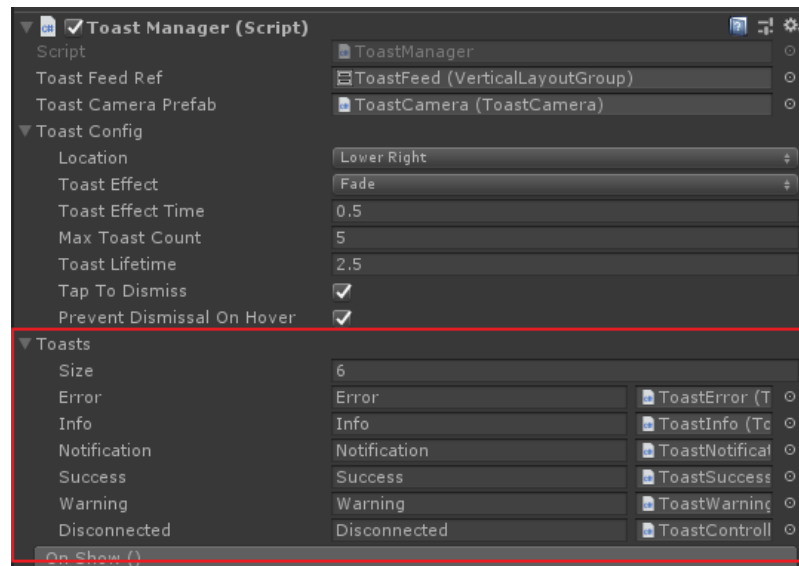 Toast Manager (Script)
Script ToastManager
Toast Feed Ref ToastFeed (VerticalLayoutGroup)
Toast Camera Prefab ToastCamera (ToastCamera)
Toast Config
Location Lower Right
Toast Effect Fade
Toast Effect Time 0.5
Max Toast Count 5
Toast Lifetime 2.5
Tap To Dismiss
Prevent Dismissal On Hover
Toasts
Size 6
Error Error ToastError (T
Info Info ToastInfo (To
Notification Notification ToastNotificat
Success Success ToastSuccess
Warning Warning ToastWarning
Disconnected Disconnected ToastControll
On Show ()